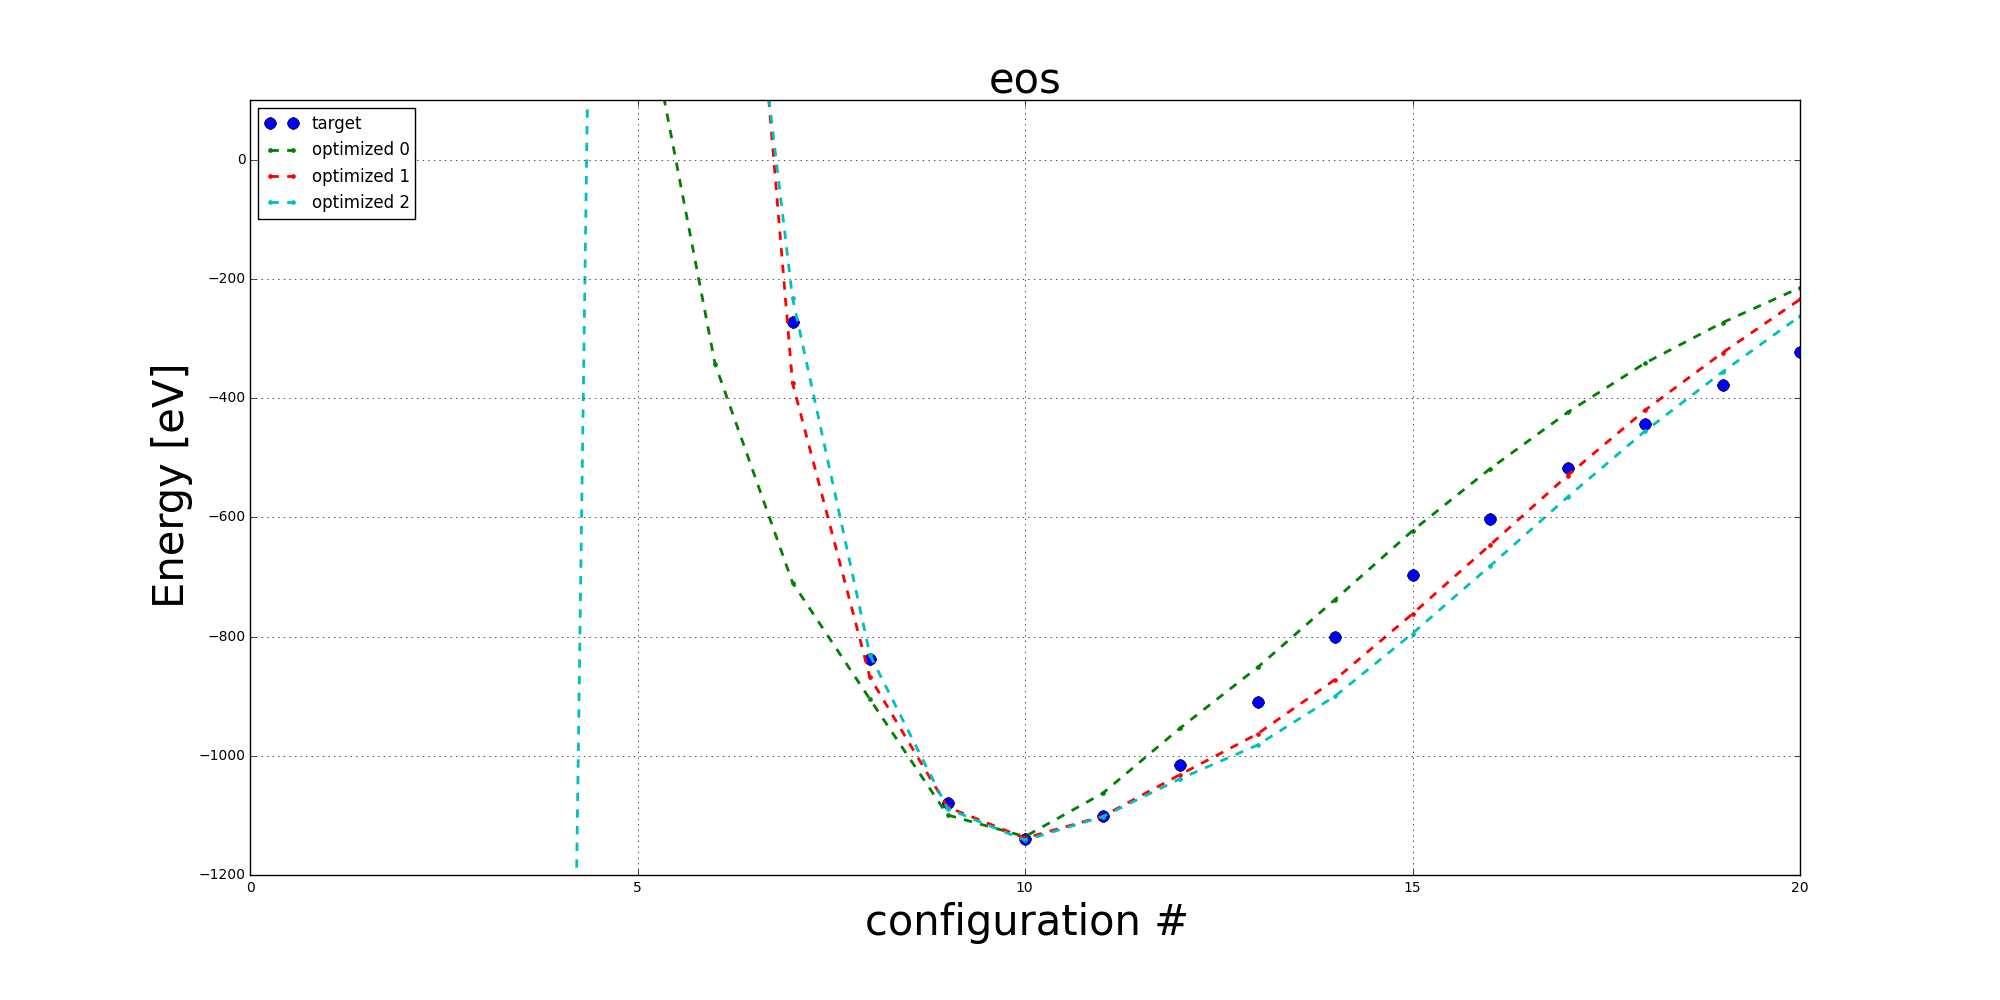 eos
target
optimized 0
optimized 1
optimized 2
Energy [eV]
0
−200
−400
−600
−800
−1000
−1200
0 5 10 15 20
configuration #